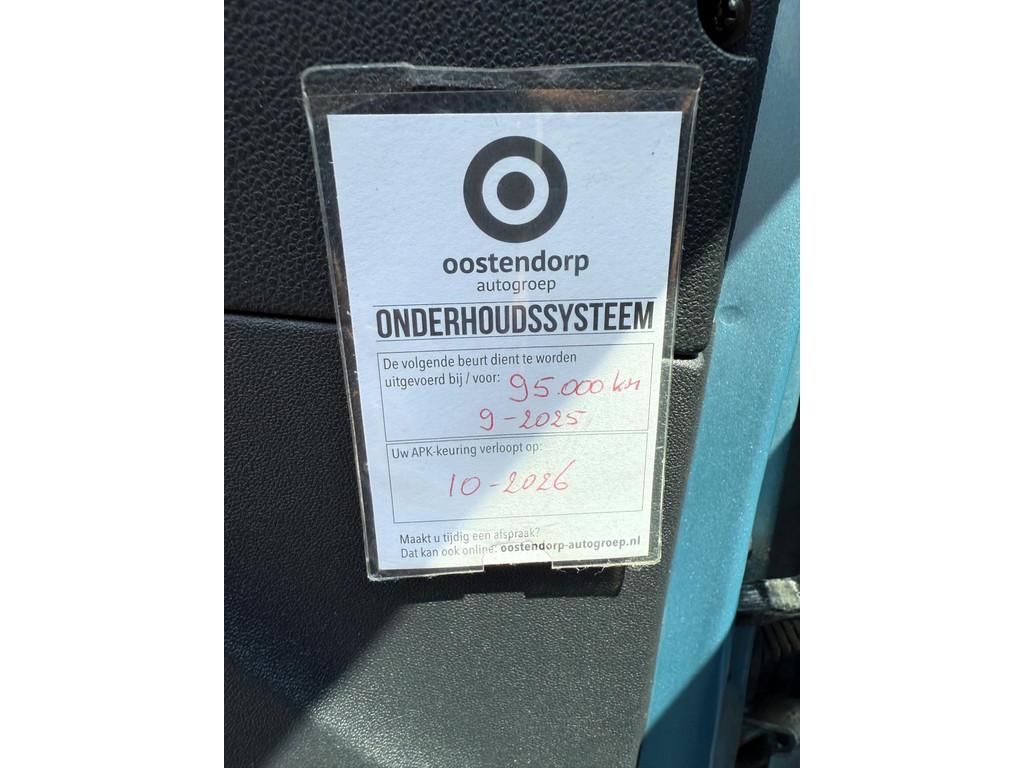 oostendorp
autogroep
ONDERHOUDSSYSTEEM
De volgende beurt dient te worden
uitgevoerd bij / voor: 95.000 km
9-2025
Uw APK-keuring verloopt op:
10-2026
Maakt u tijdig een afspraak?
Dat kan ook online: oostendorp-autogroep.nl